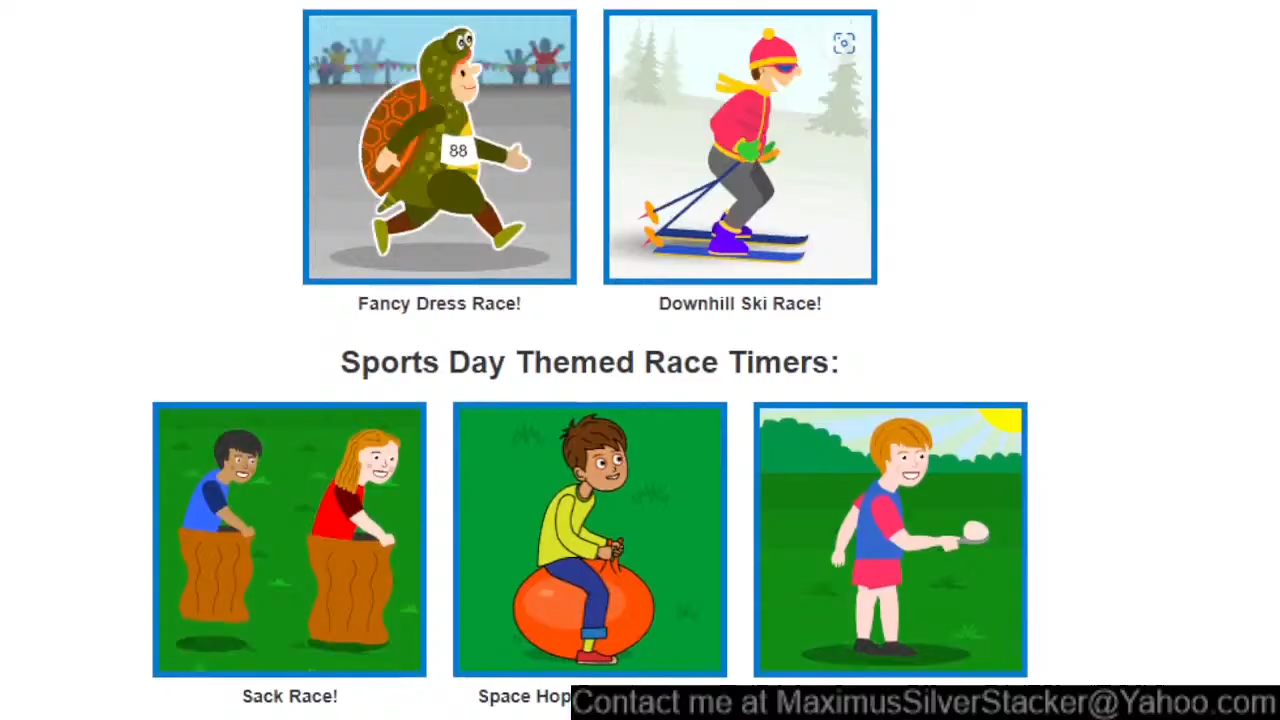 88
Fancy Dress Race!
Downhill Ski Race!
Sports Day Themed Race Timers:
Sack Race!
Space Hop
Contact me at MaximusSilverStacker@Yahoo.com